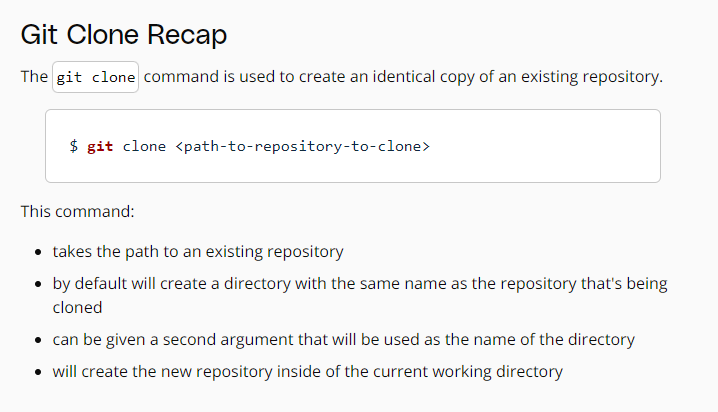 Git Clone Recap
The git clone command is used to create an identical copy of an existing repository.
$ git clone <path-to-repository-to-clone>
This command:
• takes the path to an existing repository
• by default will create a directory with the same name as the repository that's being
cloned
• can be given a second argument that will be used as the name of the directory
• will create the new repository inside of the current working directory